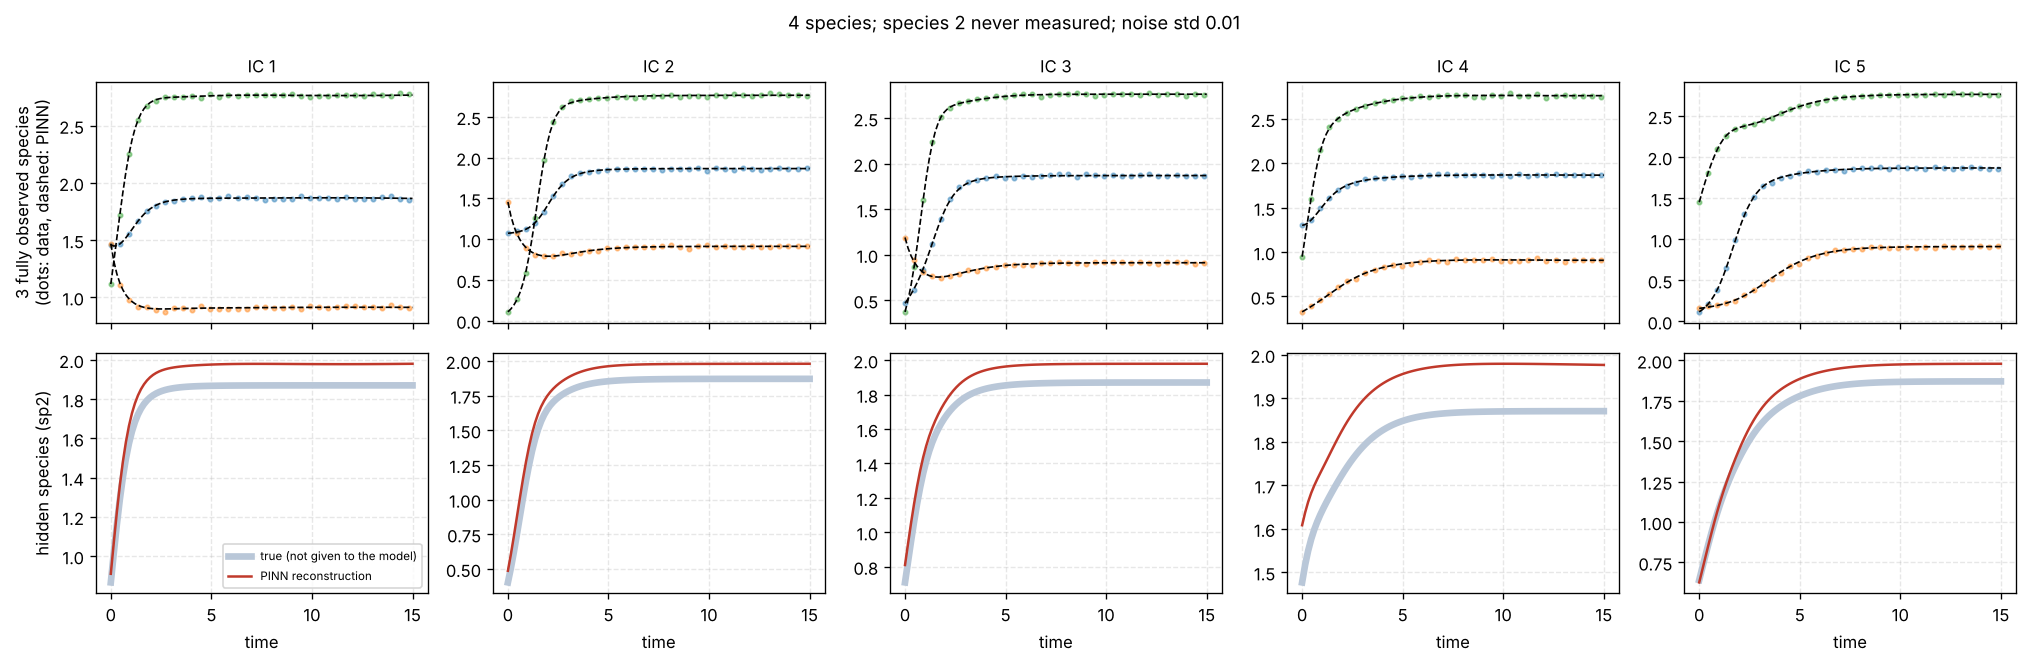 4 species; species 2 never measured; noise std 0.01
IC 1
IC 2
IC 3
IC 4
IC 5
3 fully observed species
(dots: data, dashed: PINN)
2.5
2.0
1.5
1.0
2.5
2.0
1.5
1.0
0.5
0.0
2.5
2.0
1.5
1.0
0.5
2.5
2.0
1.5
1.0
0.5
2.5
2.0
1.5
1.0
0.5
0.0
hidden species (sp2)
2.0
1.8
1.6
1.4
1.2
1.0
true (not given to the model)
PINN reconstruction
2.00
1.75
1.50
1.25
1.00
0.75
0.50
2.0
1.8
1.6
1.4
1.2
1.0
0.8
2.0
1.9
1.8
1.7
1.6
1.5
2.00
1.75
1.50
1.25
1.00
0.75
0 5 10 15
0 5 10 15
0 5 10 15
0 5 10 15
0 5 10 15
time
time
time
time
time